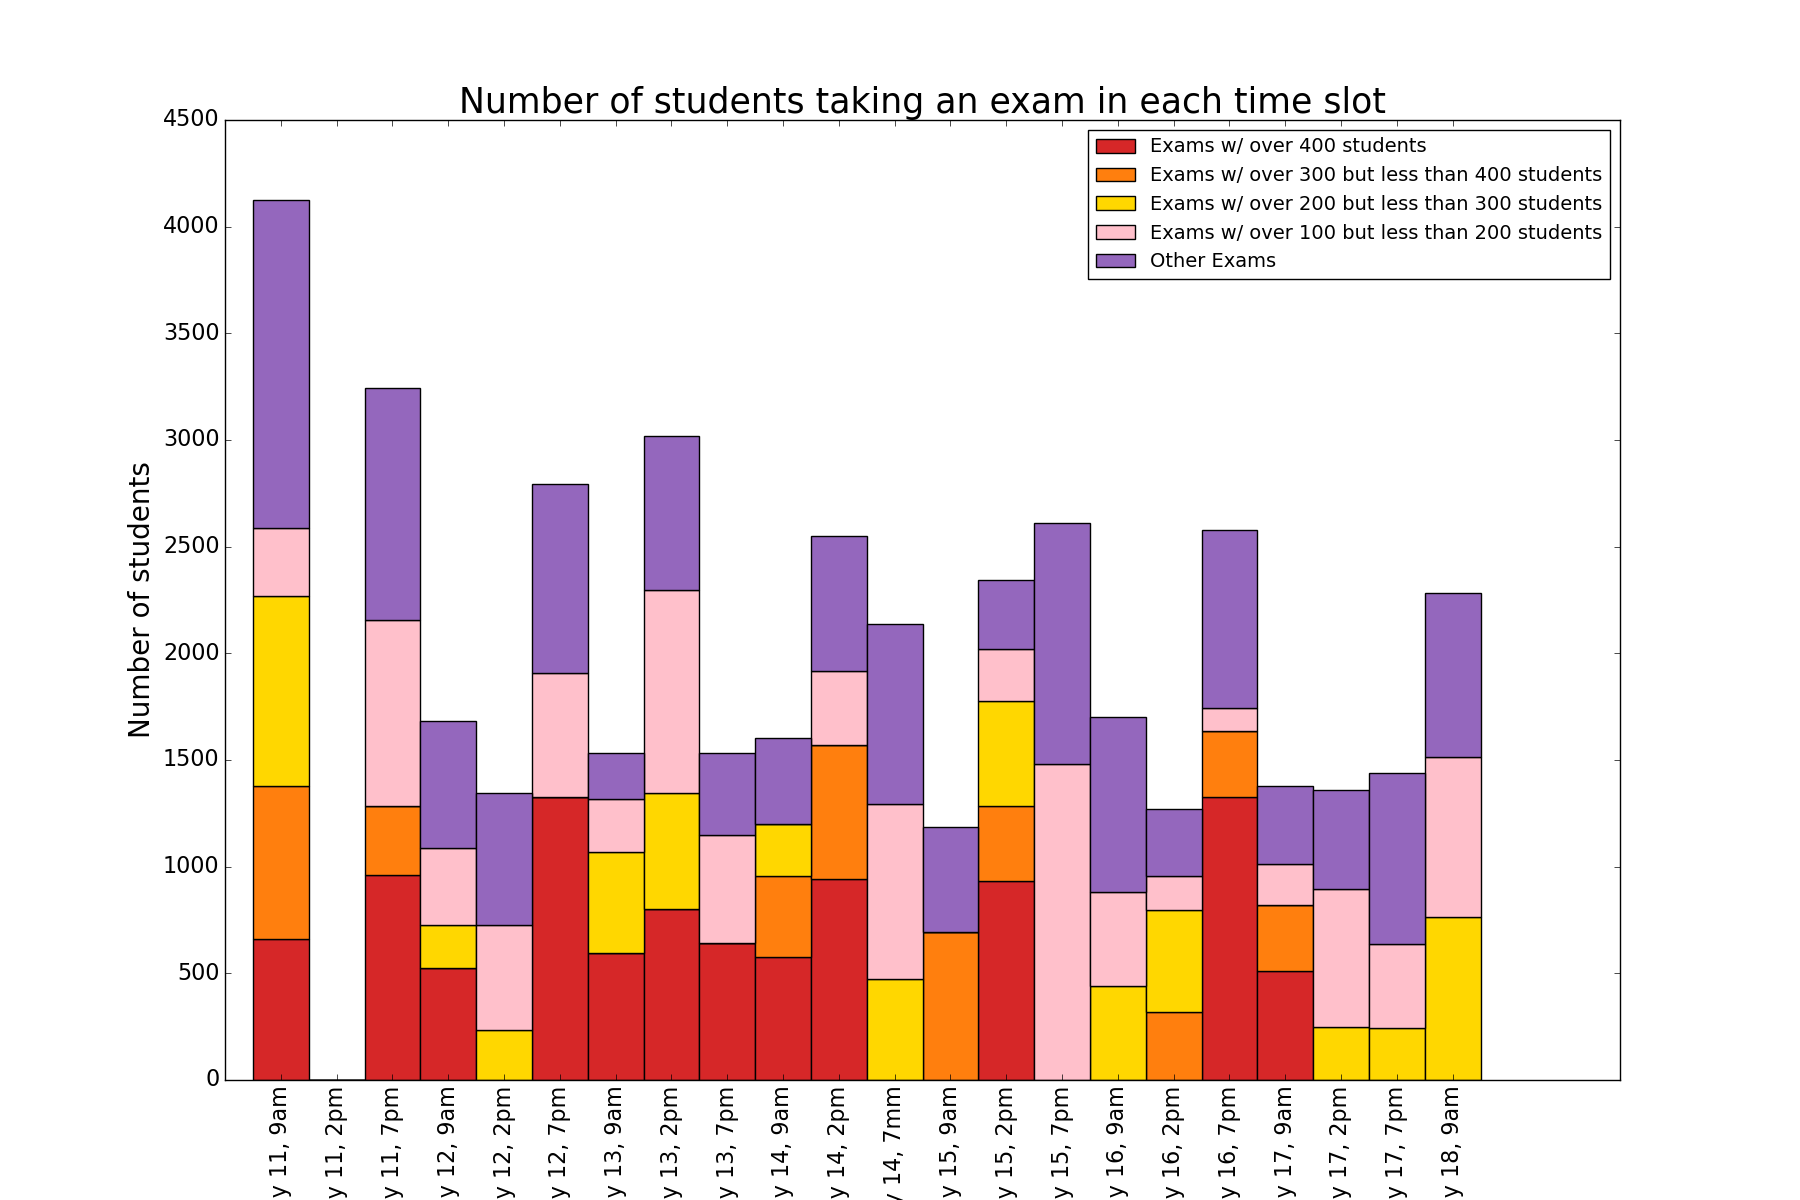 Number of students taking an exam in each time slot
4500
4000
3500
3000
2500
2000
1500
1000
500
0
Number of students
Exams w/ over 400 students
Exams w/ over 300 but less than 400 students
Exams w/ over 200 but less than 300 students
Exams w/ over 100 but less than 200 students
Other Exams
y 11, 9am
y 11, 2pm
y 11, 7pm
y 12, 9am
y 12, 2pm
y 12, 7pm
y 13, 9am
y 13, 2pm
y 13, 7pm
y 14, 9am
y 14, 2pm
y 14, 7mm
y 15, 9am
y 15, 2pm
y 15, 7pm
y 16, 9am
y 16, 2pm
y 16, 7pm
y 17, 9am
y 17, 2pm
y 17, 7pm
y 18, 9am